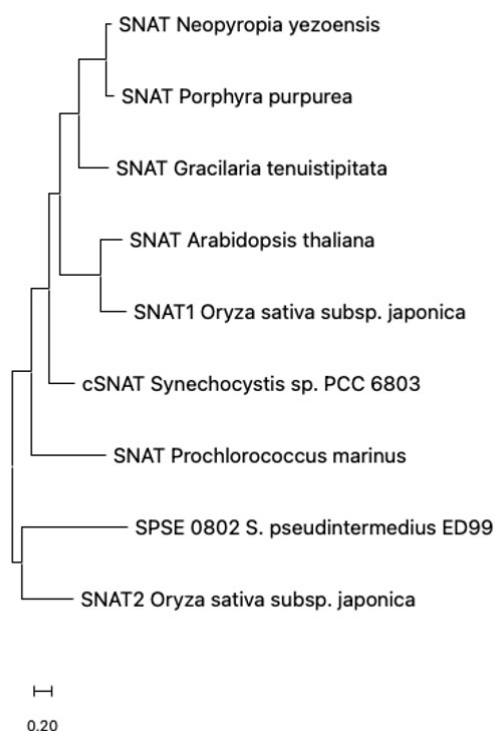 SNAT Neopyropia yezoensis
SNAT Porphyra purpurea
SNAT Gracilaria tenuistipitata
SNAT Arabidopsis thaliana
SNAT1 Oryza sativa subsp. japonica
cSNAT Synechocystis sp. PCC 6803
SNAT Prochlorococcus marinus
SPSE 0802 S. pseudintermedius ED99
SNAT2 Oryza sativa subsp. japonica
0.20